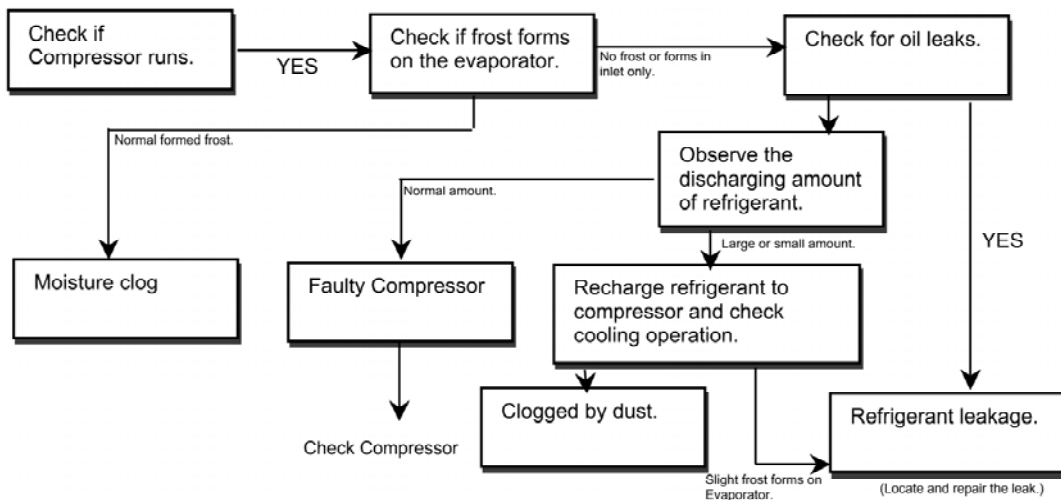 Check if
Compressor runs.
YES
Check if frost forms
on the evaporator.
No frost or forms in
inlet only.
Check for oil leaks.
Normal formed frost.
Observe the
discharging amount
of refrigerant.
Normal amount.
Large or small amount.
YES
Moisture clog
Faulty Compressor
Recharge refrigerant to
compressor and check
cooling operation.
Check Compressor
Clogged by dust.
Refrigerant leakage.
Slight frost forms on
Evaporator.
(Locate and repair the leak.)